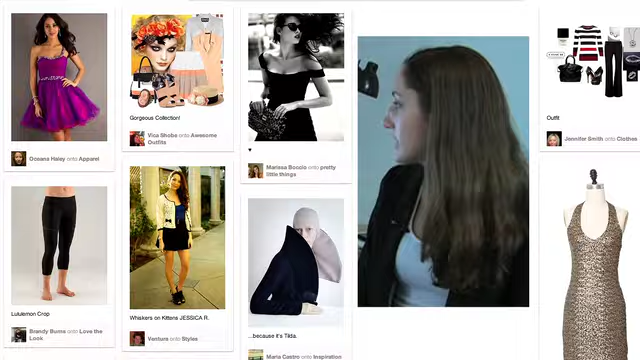 Oceana Haley onto Apparel
Lululemon Crop
Brandy Burns onto Love the
Look
Gorgeous Collection!
Vica Shobe onto Awesome
Outfits
Whiskers on Kittens JESSICA R.
Ventura onto Styles
♥
Marissa Boccio onto pretty
little things
...because it's Tilda.
Maria Castro onto Inspiration
Outfit
Jennifer Smith onto Clothes